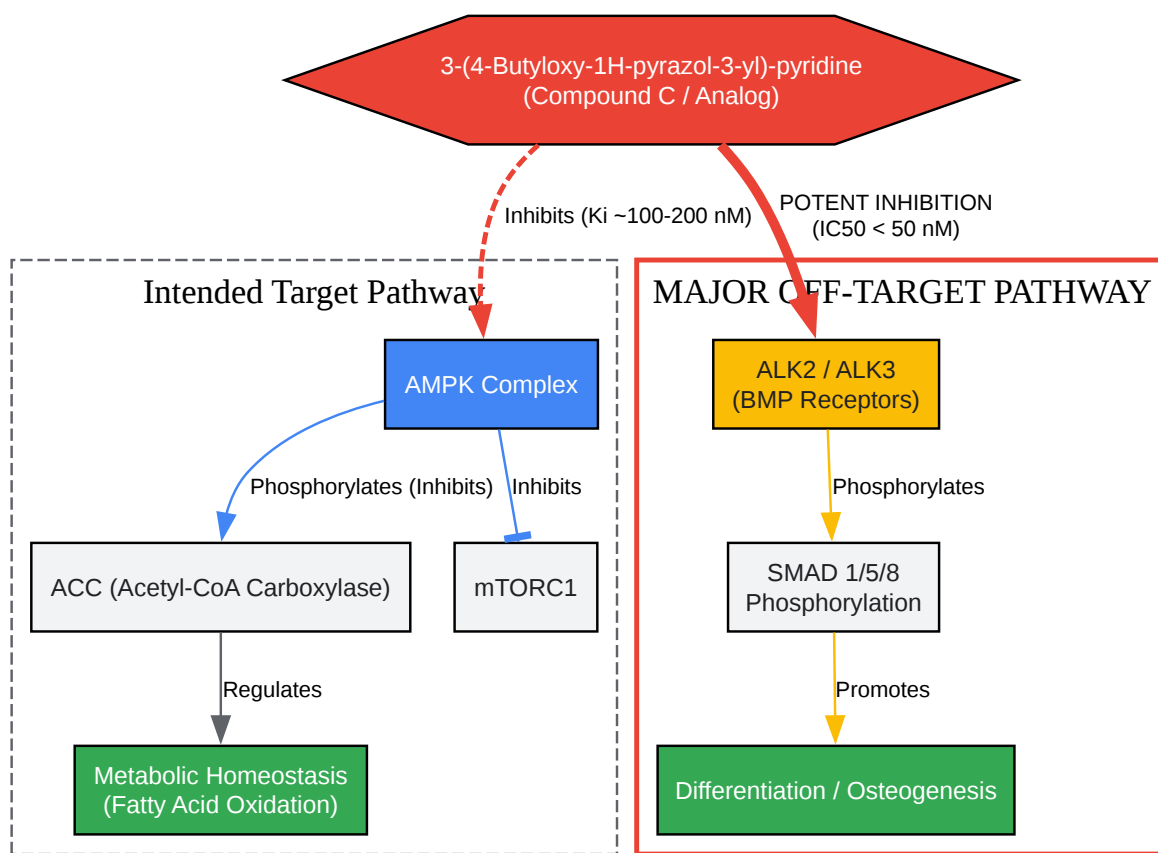 3-(4-Butyloxy-1H-pyrazol-3-yl)-pyridine
(Compound C / Analog)
Inhibits (Ki ~100-200 nM)
POTENT INHIBITION
(IC50 < 50 nM)
Intended Target Pathway
MAJOR OFF-TARGET PATHWAY
AMPK Complex
ALK2 / ALK3
(BMP Receptors)
Phosphorylates (Inhibits)
Inhibits
Phosphorylates
ACC (Acetyl-CoA Carboxylase)
mTORC1
SMAD 1/5/8
Phosphorylation
Regulates
Promotes
Metabolic Homeostasis
(Fatty Acid Oxidation)
Differentiation / Osteogenesis